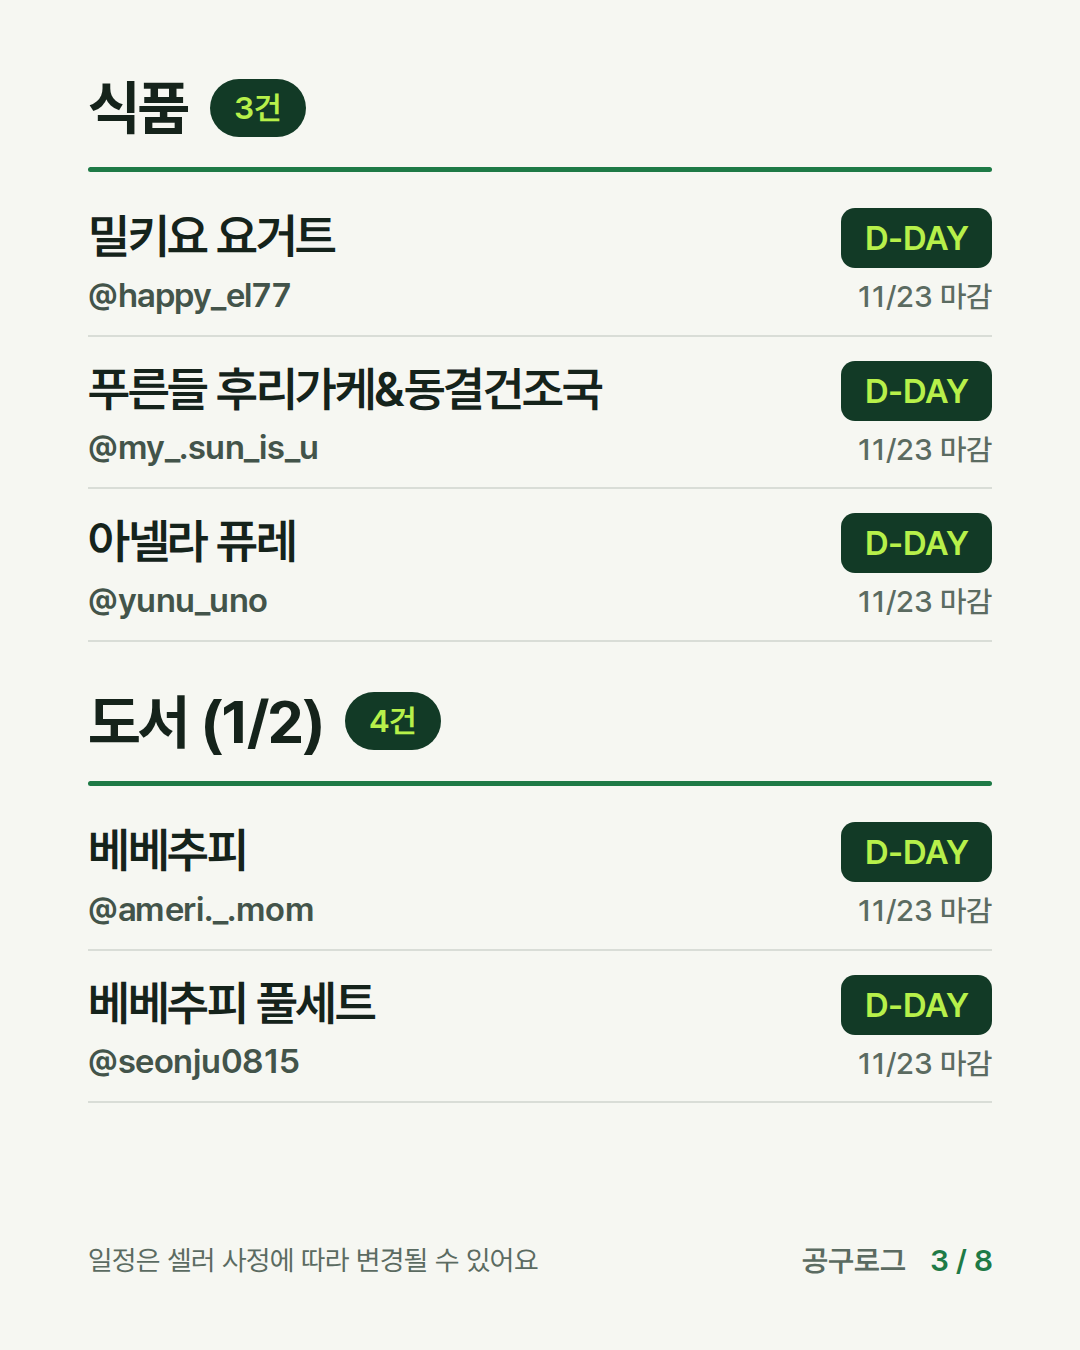 식품 3건
밀키요 요거트 D-DAY
@happy_el77 11/23 마감
푸른들 후리가케&동결건조국 D-DAY
@my_.sun_is_u 11/23 마감
아넬라 퓨레 D-DAY
@yunu_uno 11/23 마감
도서 (1/2) 4건
베베추피 D-DAY
@ameri._.mom 11/23 마감
베베추피 풀세트 D-DAY
@seonju0815 11/23 마감
일정은 셀러 사정에 따라 변경될 수 있어요 공구로그 3 / 8